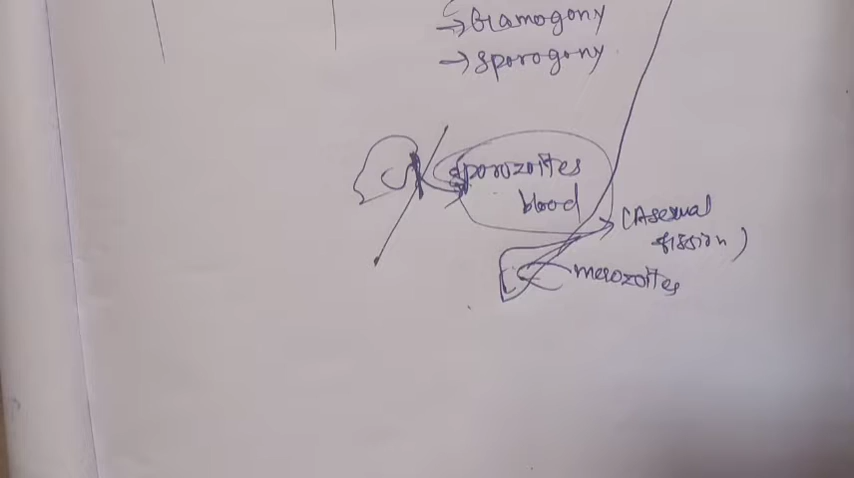 → Gamogony
→ sporogony
sporozoites
blood
(Asexual
fission)
merozoites